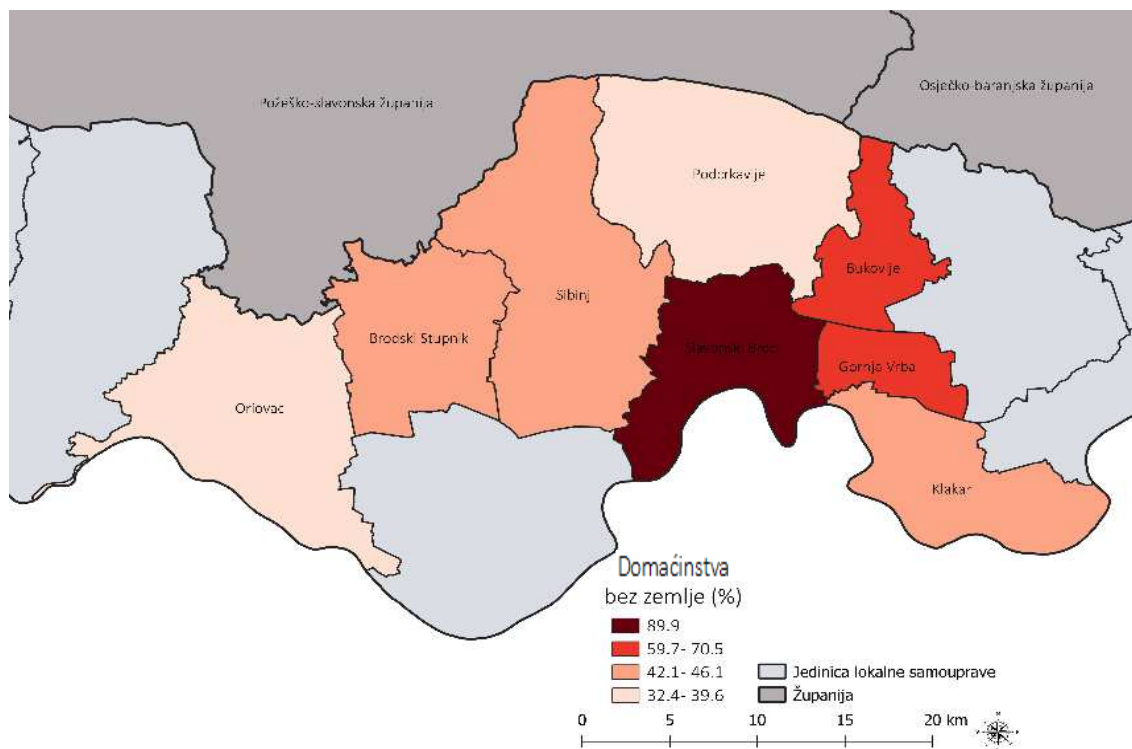 Požeško-slavonska županija
Osječko-baranjska županija
Podcrkavlje
Bukovlje
Sibinj
Brodski Stupnik
Slavonski Brod
Gornja Vrba
Oriovac
Klakar
Domaćinstva
bez zemlje (%)
89.9
59.7- 70.5
42.1- 46.1
32.4- 39.6
Jedinica lokalne samouprave
Županija
0 5 10 15 20 km